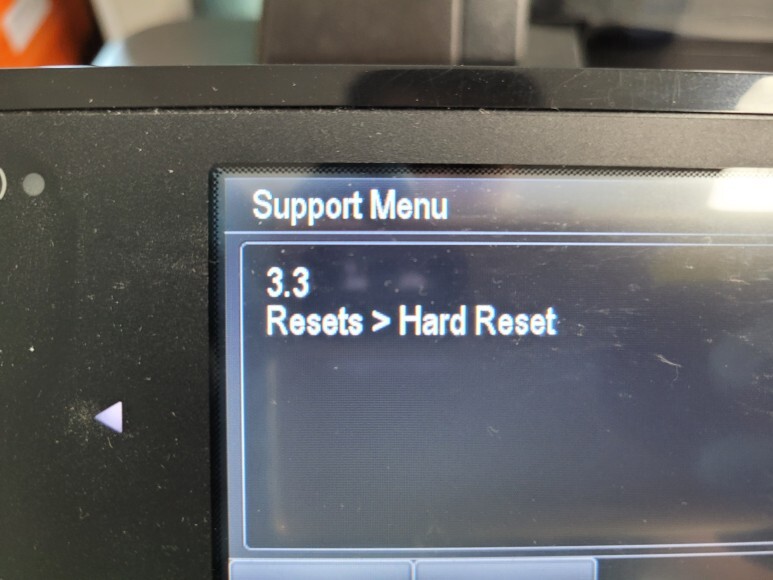 Support Menu
3.3
Resets > Hard Reset